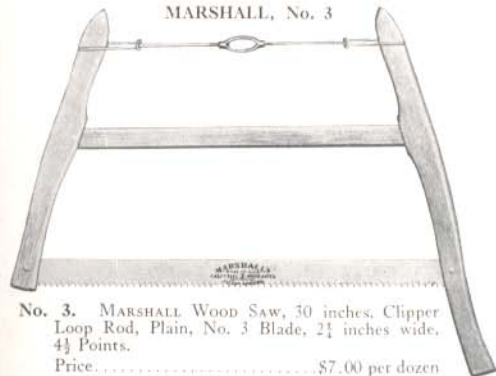 MARSHALL, No. 3
MARSHALL'S
No. 3. MARSHALL WOOD SAW, 30 inches. Clipper
Loop Rod, Plain, No. 3 Blade, 2¼ inches wide,
4½ Points.
Price.............................$7.00 per dozen